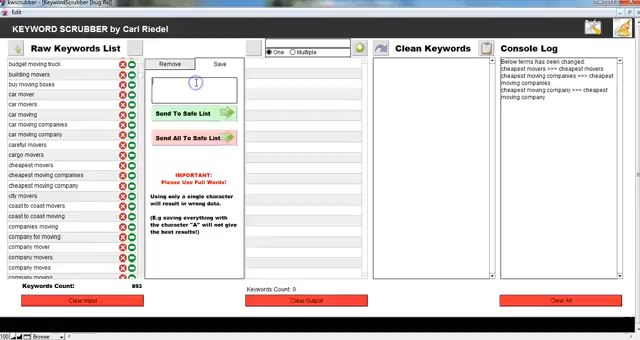 kwscrubber - [KeywordScrubber (bug fix)]
Edit
KEYWORD SCRUBBER by Carl Riedel
Raw Keywords List
One
Multiple
Clean Keywords
Console Log
Remove
Save
budget moving truck
building movers
buy moving boxes
car mover
car movers
car moving
car moving companies
car moving company
careful movers
cargo movers
cheapest movers
cheapest moving companies
cheapest moving company
city movers
coast to coast movers
coast to coast moving
companies moving
company for moving
company mover
company movers
company moves
company moving
Send To Safe List
Send All To Safe List
IMPORTANT:
Please Use Full Words!
Using only a single character
will result in wrong data.
(E.g saving everything with
the character "A" will not give
the best results!)
Below terms has been changed
cheapest movers >>> cheapest movers
cheapest moving companies >>> cheapest
moving companies
cheapest moving company >>> cheapest
moving company
Keywords Count:
893
Keywords Count: 0
Clear Input
Clear Output
Clear All
100
Browse